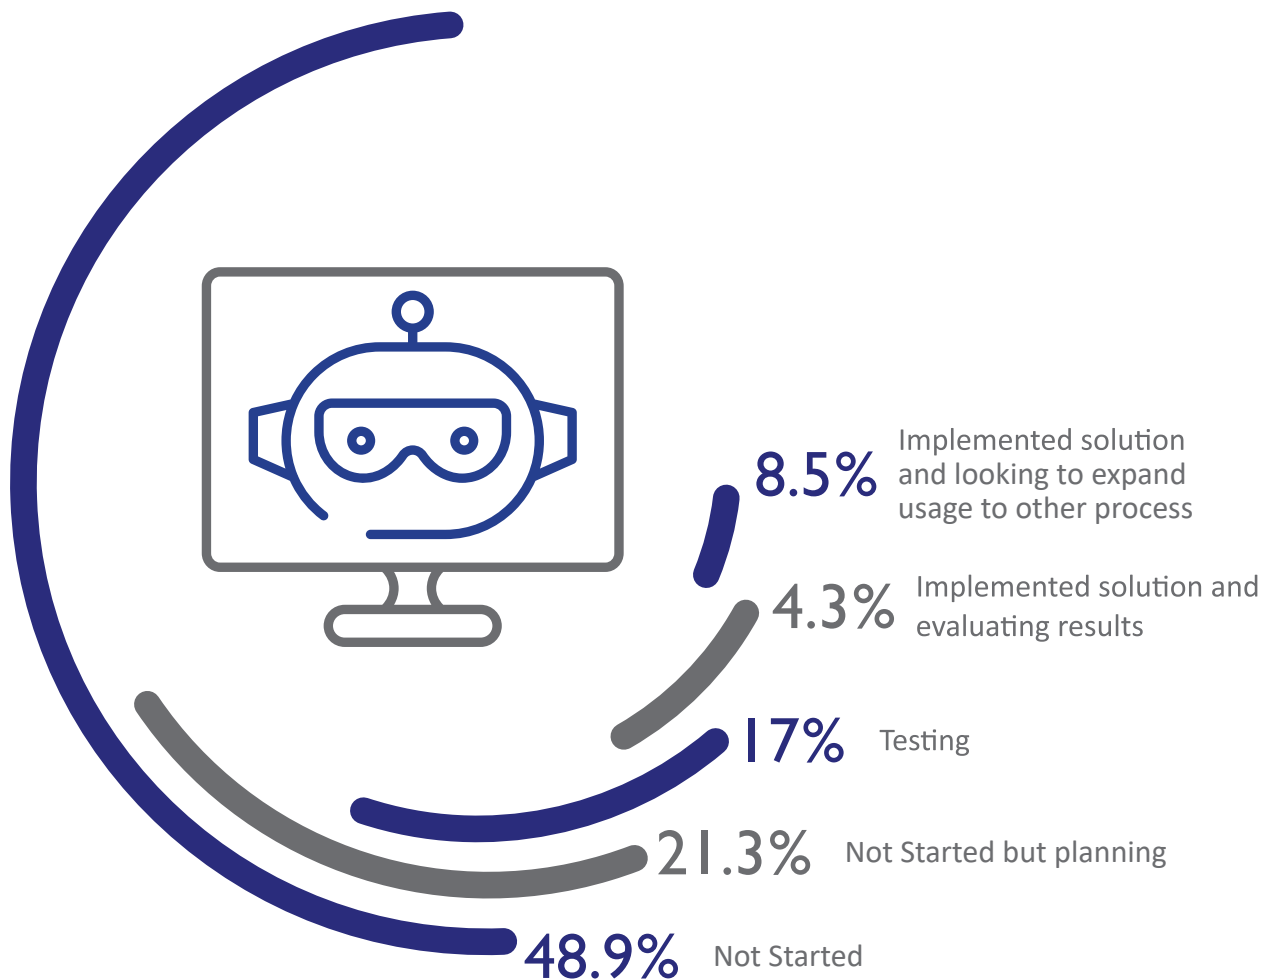 8.5%
Implemented solution
and looking to expand
usage to other process
4.3%
Implemented solution and
evaluating results
17%
Testing
21.3%
Not Started but planning
48.9%
Not Started